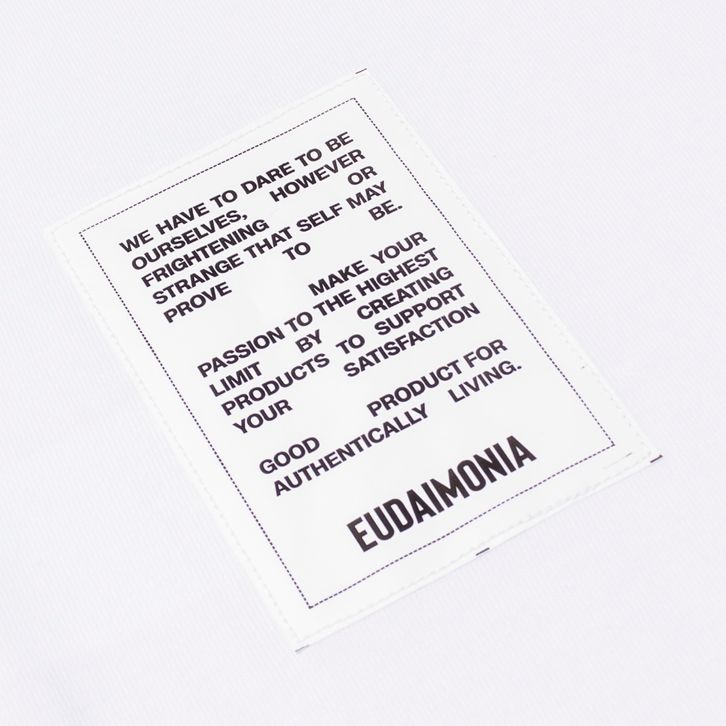 WE HAVE TO DARE TO BE
OURSELVES, HOWEVER
FRIGHTENING OR
STRANGE THAT SELF MAY
PROVE TO BE.
MAKE YOUR
PASSION TO THE HIGHEST
LIMIT BY CREATING
PRODUCTS TO SUPPORT
YOUR SATISFACTION
GOOD PRODUCT FOR
AUTHENTICALLY LIVING.
EUDAIMONIA